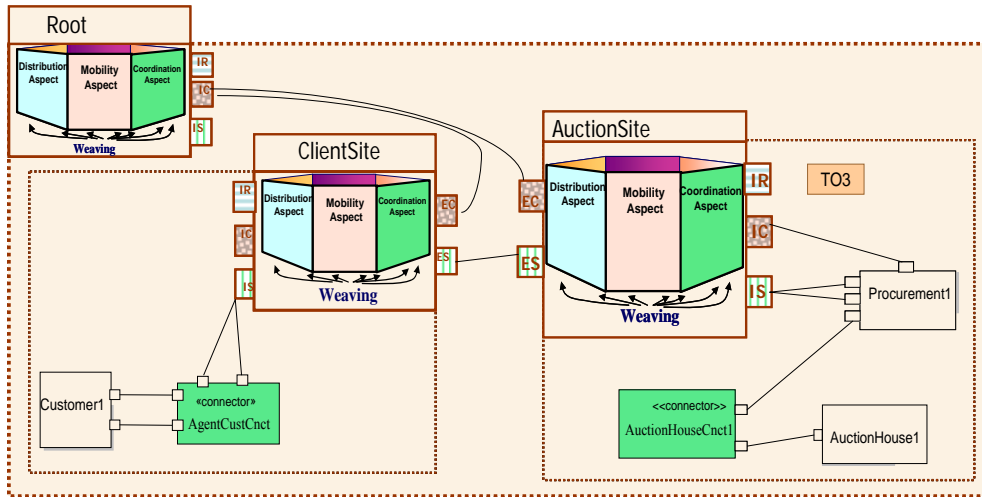 Root
Distribution
Aspect
Mobility
Aspect
Coordination
Aspect
Weaving
IR
IC
IS
ClientSite
IR
IC
IS
Distribution
Aspect
Mobility
Aspect
Coordination
Aspect
Weaving
EC
ES
AuctionSite
EC
ES
Distribution
Aspect
Mobility
Aspect
Coordination
Aspect
Weaving
IR
IC
IS
TO3
Procurement1
Customer1
«connector»
AgentCustCnct
<<connector>>
AuctionHouseCnct1
AuctionHouse1